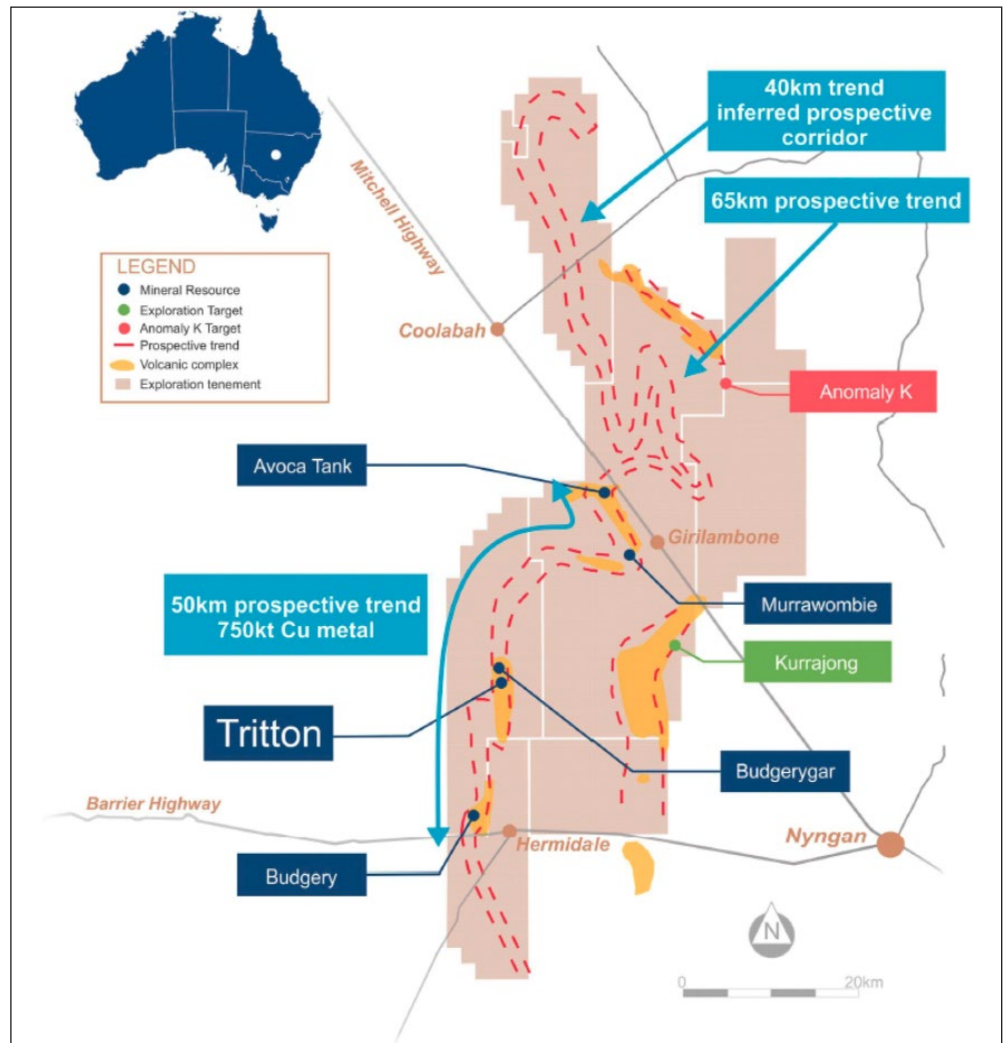 40km trend
inferred prospective
corridor
Mitchell Highway
65km prospective trend
LEGEND
Mineral Resource
Exploration Target
Anomaly K Target
Prospective trend
Volcanic complex
Exploration tenement
Coolabah
Anomaly K
Avoca Tank
Girilambone
50km prospective trend
750kt Cu metal
Murrawombie
Kurrajong
Tritton
Budgerygar
Barrier Highway
Hermidale
Nyngan
Budgery
N
0 20km